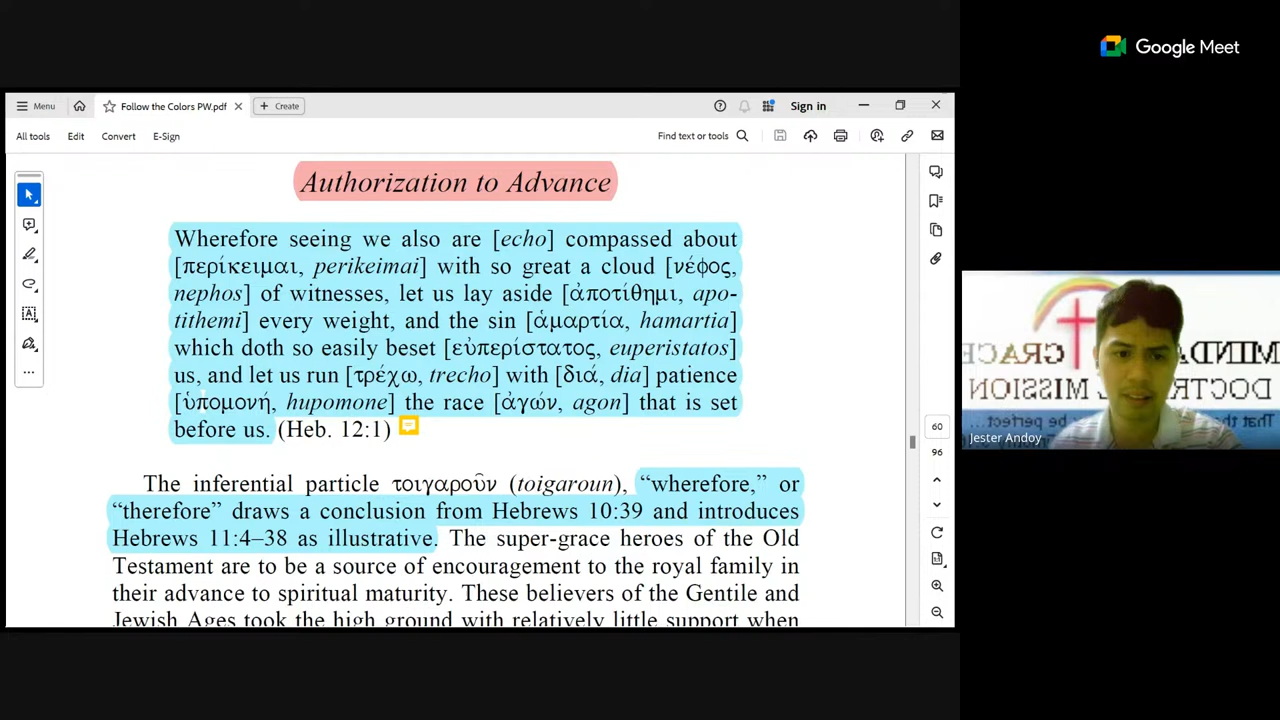 Google Meet
Menu
Follow the Colors PW.pdf
Create
Sign in
All tools Edit Convert E-Sign
Find text or tools
Authorization to Advance
Wherefore seeing we also are [echo] compassed about
[περίκειμαι, perikeimai] with so great a cloud [νέφος,
nephos] of witnesses, let us lay aside [ἀποτίθημι, apo-
tithemi] every weight, and the sin [ἁμαρτία, hamartia]
which doth so easily beset [εὐπερίστατος, euperistatos]
us, and let us run [τρέχω, trecho] with [διά, dia] patience
[ὑπομονή, hupomone] the race [ἀγών, agon] that is set
before us. (Heb. 12:1)
The inferential particle τοιγαροῦν (toigaroun), “wherefore,” or
“therefore” draws a conclusion from Hebrews 10:39 and introduces
Hebrews 11:4–38 as illustrative. The super-grace heroes of the Old
Testament are to be a source of encouragement to the royal family in
their advance to spiritual maturity. These believers of the Gentile and
Jewish Ages took the high ground with relatively little support when
60
96
GRACE
DOCTR
MISSION
That
be perfect
Jester Andoy